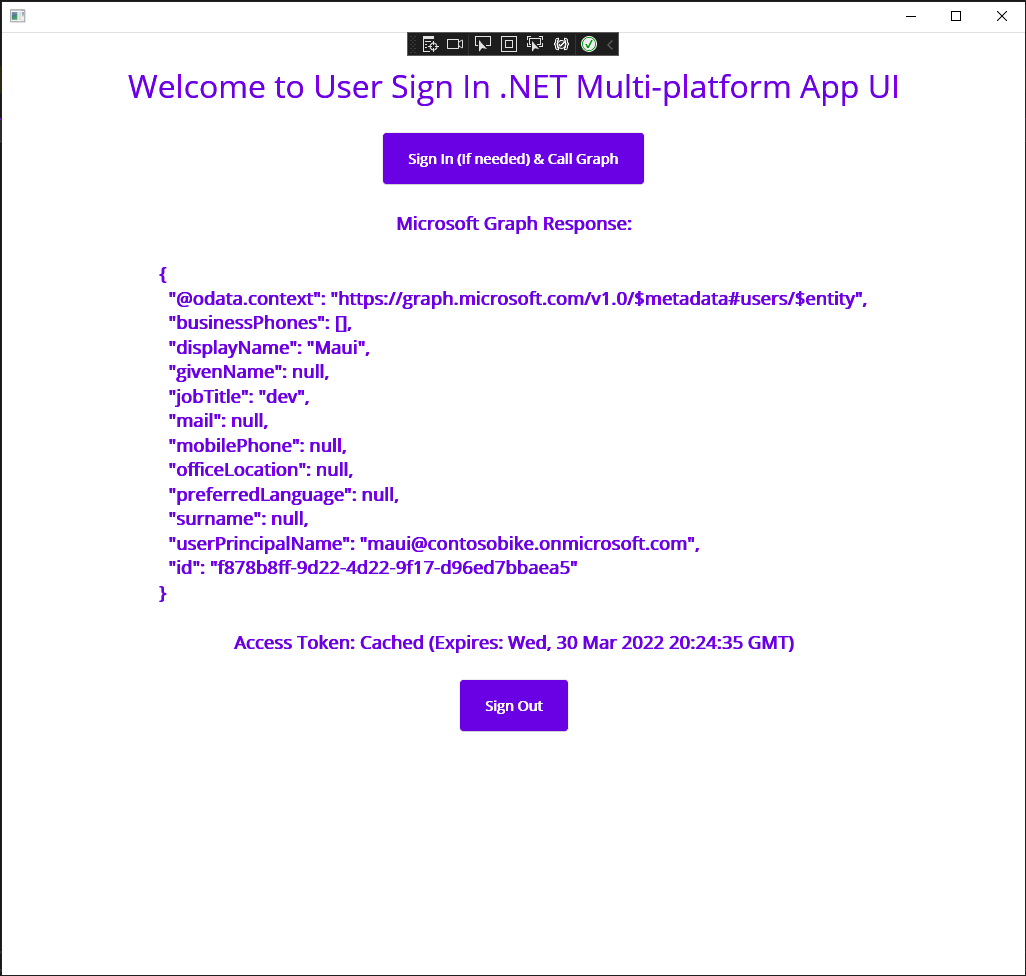 Welcome to User Sign In .NET Multi-platform App UI
Sign In (If needed) & Call Graph
Microsoft Graph Response:
{
"@odata.context": "https://graph.microsoft.com/v1.0/$metadata#users/$entity",
"businessPhones": [],
"displayName": "Maui",
"givenName": null,
"jobTitle": "dev",
"mail": null,
"mobilePhone": null,
"officeLocation": null,
"preferredLanguage": null,
"surname": null,
"userPrincipalName": "maui@contosobike.onmicrosoft.com",
"id": "f878b8ff-9d22-4d22-9f17-d96ed7bbaea5"
}
Access Token: Cached (Expires: Wed, 30 Mar 2022 20:24:35 GMT)
Sign Out